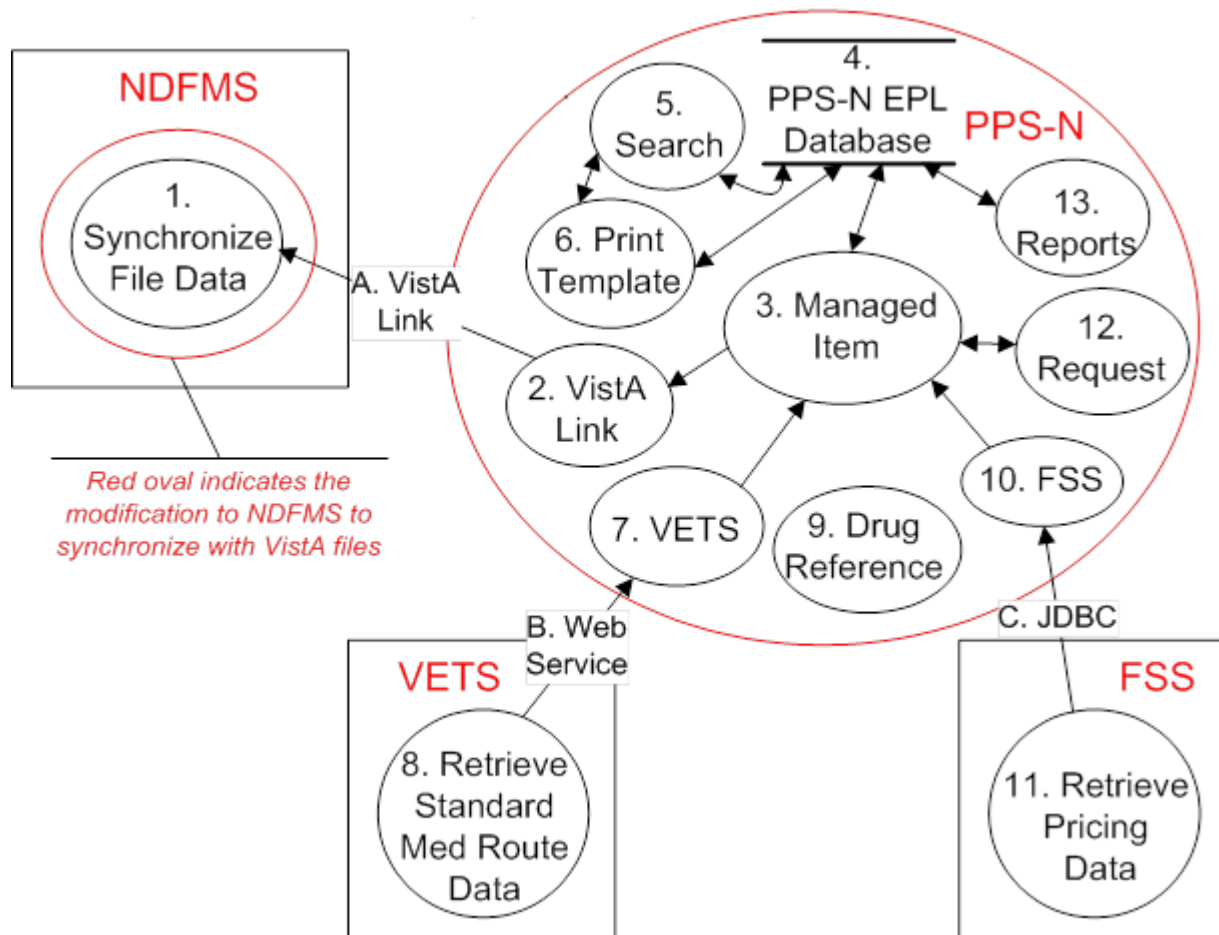 NDFMS
1.
Synchronize
File Data
A. VistA
Link
Red oval indicates the
modification to NDFMS to
synchronize with VistA files
PPS-N
4.
PPS-N EPL
Database
5.
Search
6. Print
Template
13.
Reports
3. Managed
Item
12.
Request
2. VistA
Link
10. FSS
7. VETS
9. Drug
Reference
B. Web
Service
C. JDBC
VETS
8. Retrieve
Standard
Med Route
Data
FSS
11. Retrieve
Pricing
Data